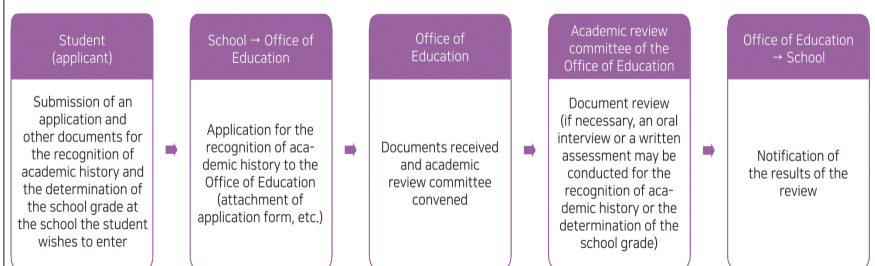 Student
(applicant)
Submission of an
application and
other documents for
the recognition of
academic history and
the determination of
the school grade at
the school the student
wishes to enter
School → Office of
Education
Application for the
recognition of aca-
demic history to the
Office of Education
(attachment of
application form, etc.)
Office of
Education
Documents received
and academic
review committee
convened
Academic review
committee of the
Office of Education
Document review
(if necessary, an oral
interview or a written
assessment may be
conducted for the
recognition of aca-
demic history or the
determination of the
school grade)
Office of Education
→ School
Notification of
the results of the
review